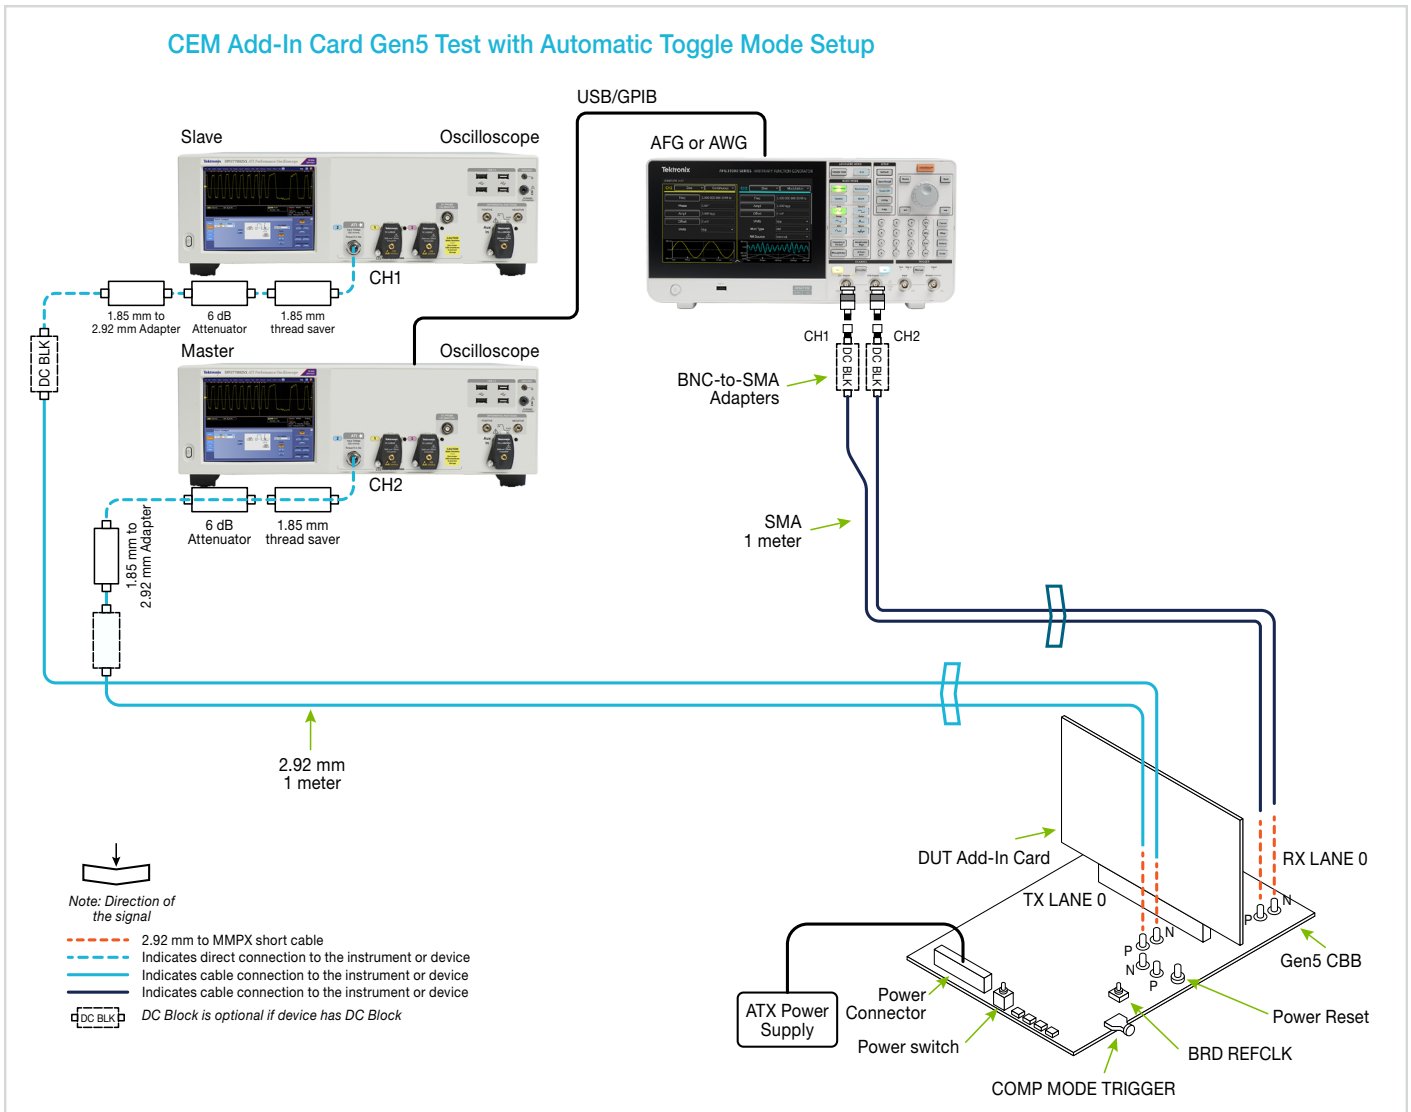 CEM Add-In Card Gen5 Test with Automatic Toggle Mode Setup
USB/GPIB
Slave
Oscilloscope
AFG or AWG
Tektronix
Tektronix
CH1
1.85 mm to
2.92 mm Adapter
6 dB
Attenuator
1.85 mm
thread saver
DC BLK
Master
Oscilloscope
Tektronix
CH1
CH2
DC BLK
DC BLK
BNC-to-SMA
Adapters
CH2
6 dB
Attenuator
1.85 mm
thread saver
1.85 mm to
2.92 mm Adapter
SMA
1 meter
2.92 mm
1 meter
DUT Add-In Card
RX LANE 0
TX LANE 0
N
P
N
P
N
P
Gen5 CBB
Note: Direction of
the signal
2.92 mm to MMPX short cable
Indicates direct connection to the instrument or device
Indicates cable connection to the instrument or device
Indicates cable connection to the instrument or device
DC BLK
DC Block is optional if device has DC Block
ATX Power
Supply
Power
Connector
Power switch
Power Reset
BRD REFCLK
COMP MODE TRIGGER